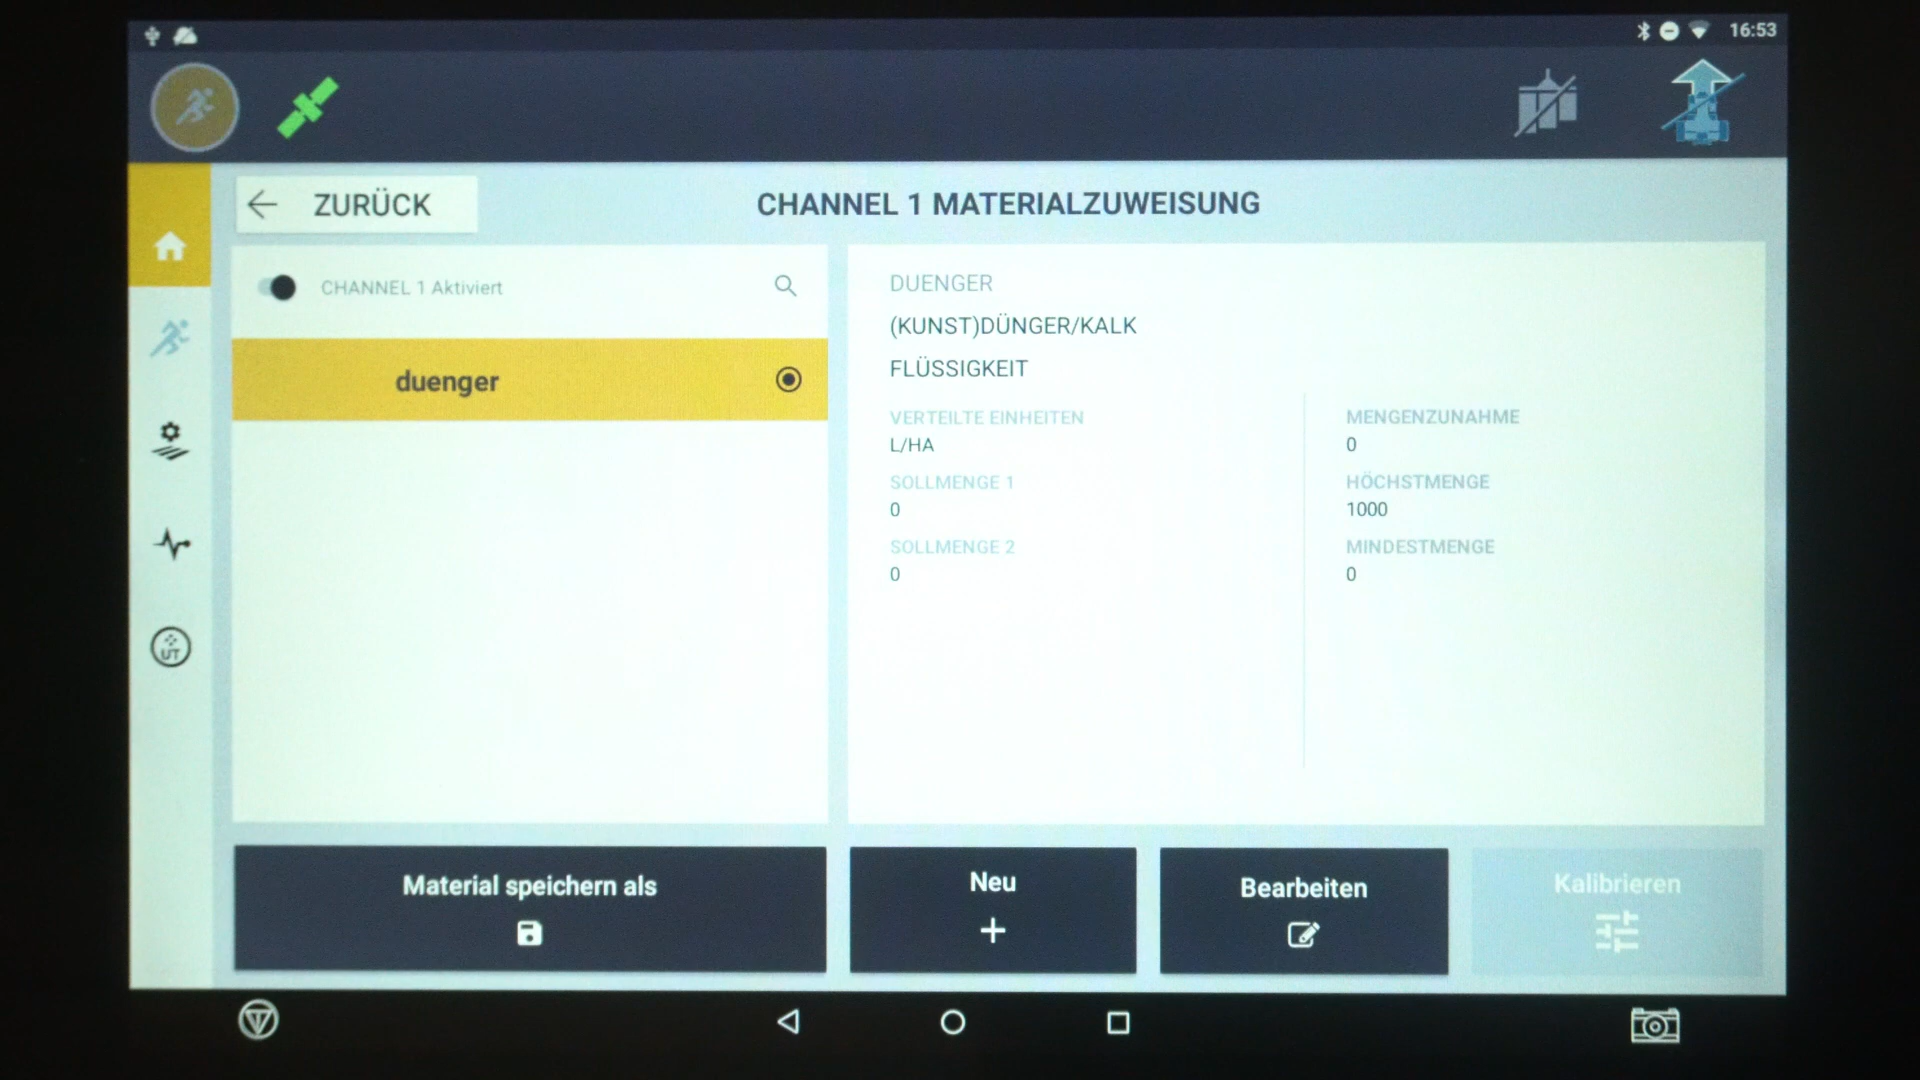 16:53
ZURÜCK
CHANNEL 1 MATERIALZUWEISUNG
CHANNEL 1 Aktiviert
duenger
DUENGER
(KUNST)DÜNGER/KALK
FLÜSSIGKEIT
VERTEILTE EINHEITEN
L/HA
SOLLMENGE 1
0
SOLLMENGE 2
0
MENGENZUNAHME
0
HÖCHSTMENGE
1000
MINDESTMENGE
0
UT
Material speichern als
Neu
Bearbeiten
Kalibrieren